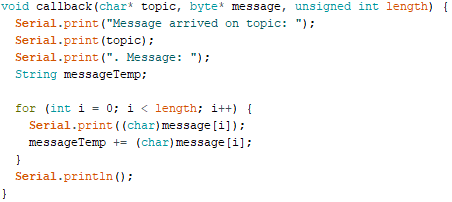 void callback(char* topic, byte* message, unsigned int length) {
  Serial.print("Message arrived on topic: ");
  Serial.print(topic);
  Serial.print(". Message: ");
  String messageTemp;

  for (int i = 0; i < length; i++) {
    Serial.print((char)message[i]);
    messageTemp += (char)message[i];
  }
  Serial.println();
}